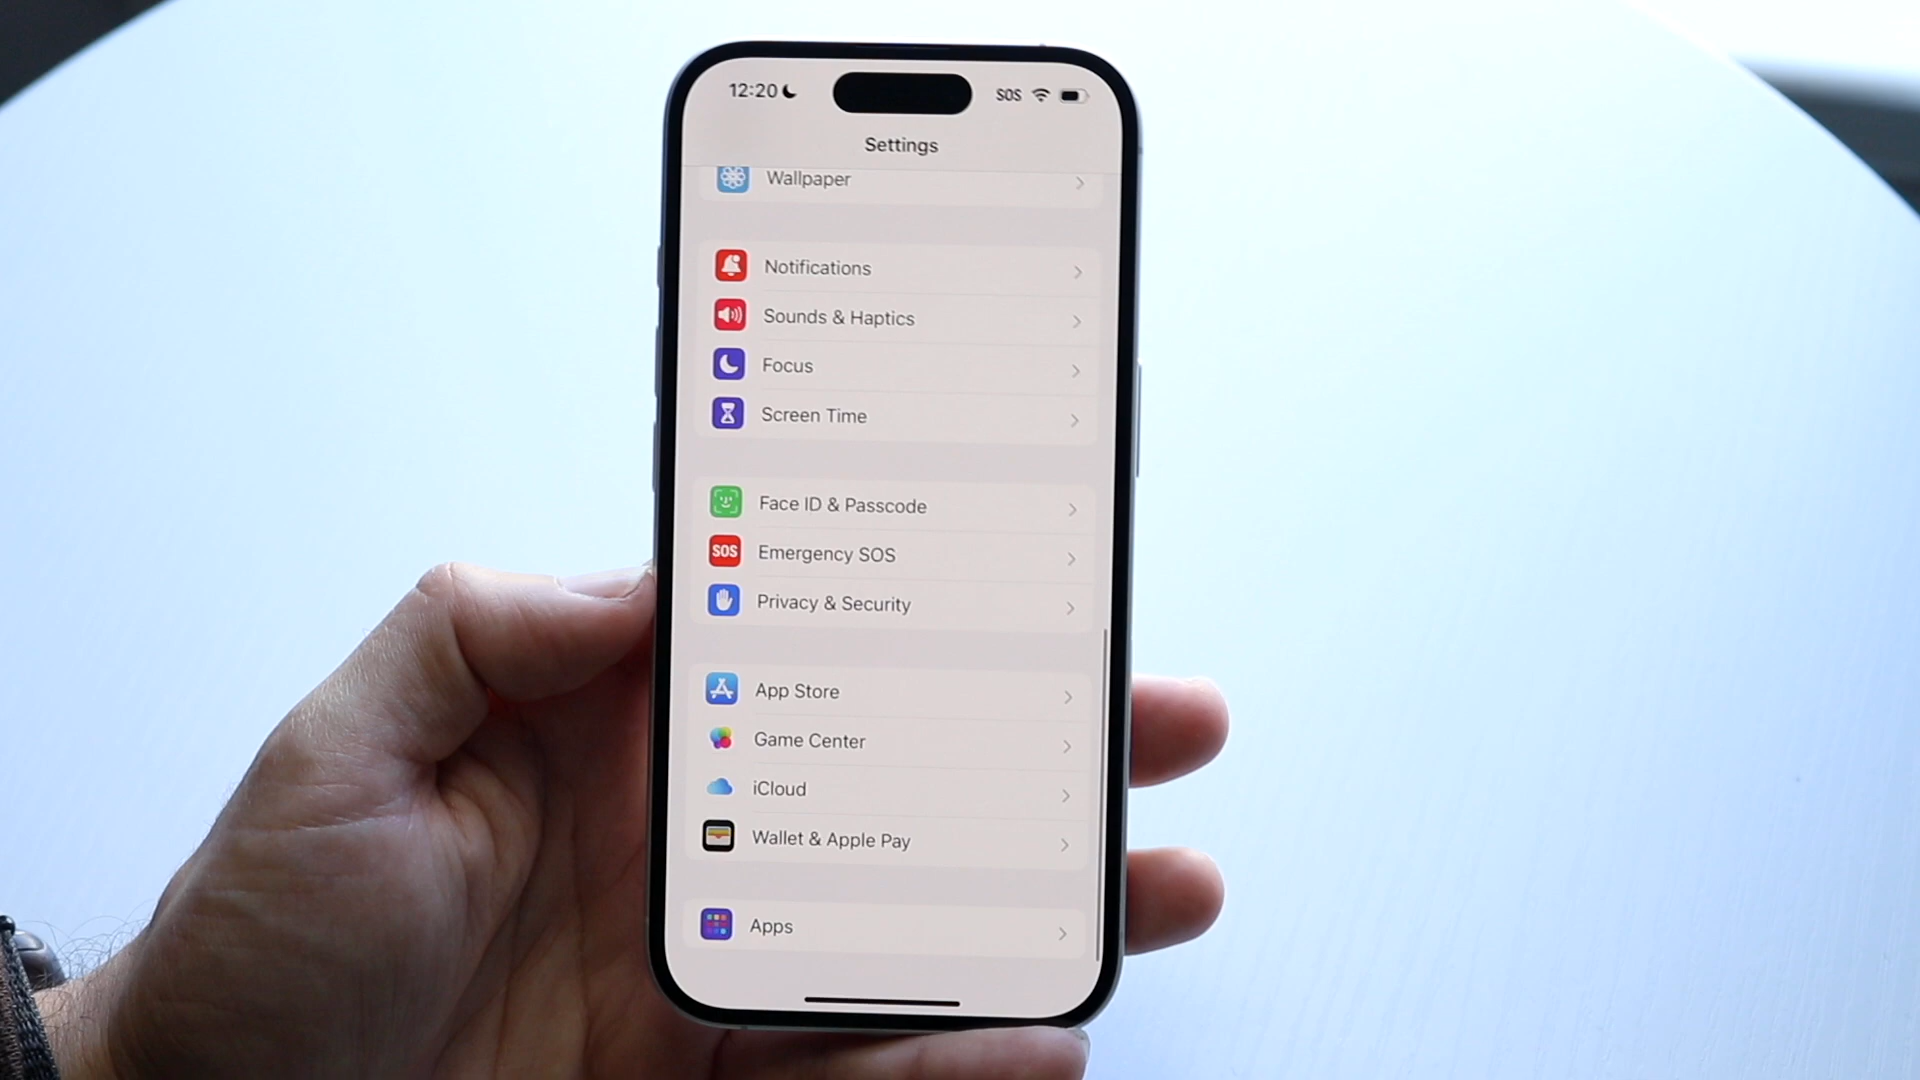 12:20 SOS
Settings
Wallpaper
Notifications
Sounds & Haptics
Focus
Screen Time
Face ID & Passcode
SOS Emergency SOS
Privacy & Security
App Store
Game Center
iCloud
Wallet & Apple Pay
Apps